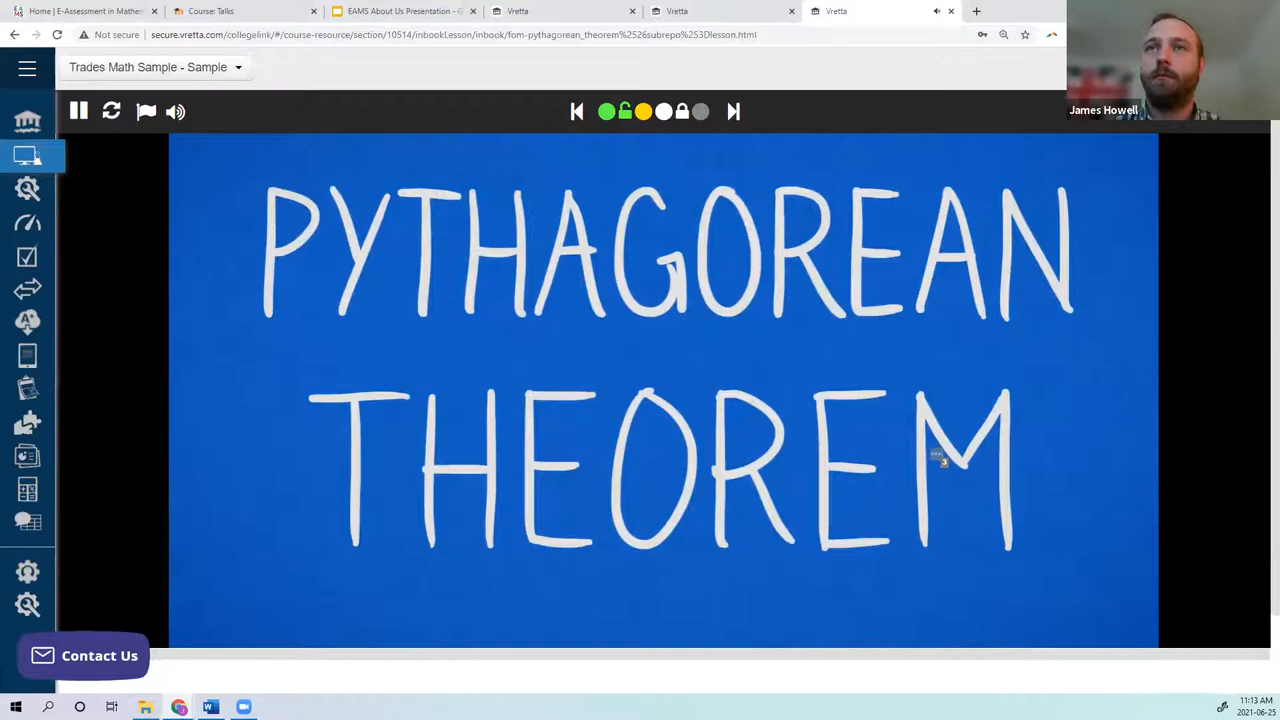 Home | E-Assessment in Mathe
Course: Talks
EAMS About Us Presentation - G
Vretta
Vretta
Vretta
Not secure
secure.vretta.com/collegelink/#/course-resource/section/10514/inbookLesson/inbook/fom-pythagorean_theorem%2526subrepo%253Dlesson.html
Trades Math Sample - Sample
James Howell
PYTHAGOREAN
THEOREM
3
Contact Us
11:13 AM
2021-06-25